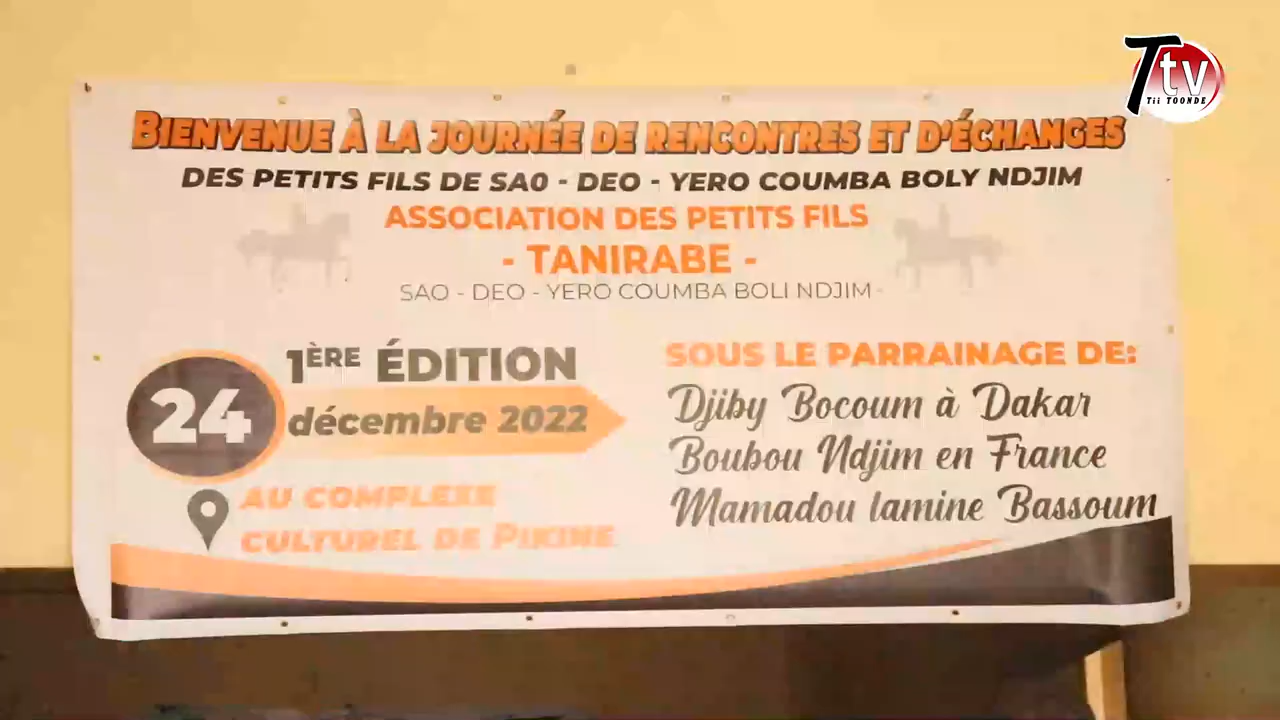 Ttv
Tii TOONDE
BIENVENUE À LA JOURNÉE DE RENCONTRES ET D'ÉCHANGES
DES PETITS FILS DE SAO - DEO - YERO COUMBA BOLY NDJIM
ASSOCIATION DES PETITS FILS
- TANIRABE -
SAO - DEO - YERO COUMBA BOLI NDJIM -
1ÈRE ÉDITION
24 décembre 2022
AU COMPLEXE
CULTUREL DE PIKINE
SOUS LE PARRAINAGE DE:
Djiby Bocoum à Dakar
Boubou Ndjim en France
Mamadou lamine Bassoum